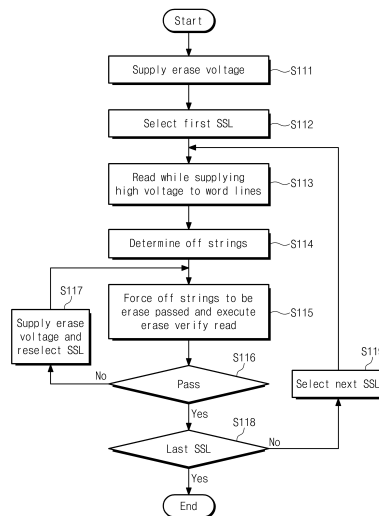 Start
Supply erase voltage
S111
Select first SSL
S112
Read while supplying
high voltage to word lines
S113
Determine off strings
S114
S117
Supply erase
voltage and
reselect SSL
Force off strings to be
erase passed and execute
erase verify read
S115
S116
No
Pass
Yes
S119
Select next SSL
S118
Last SSL
No
Yes
End